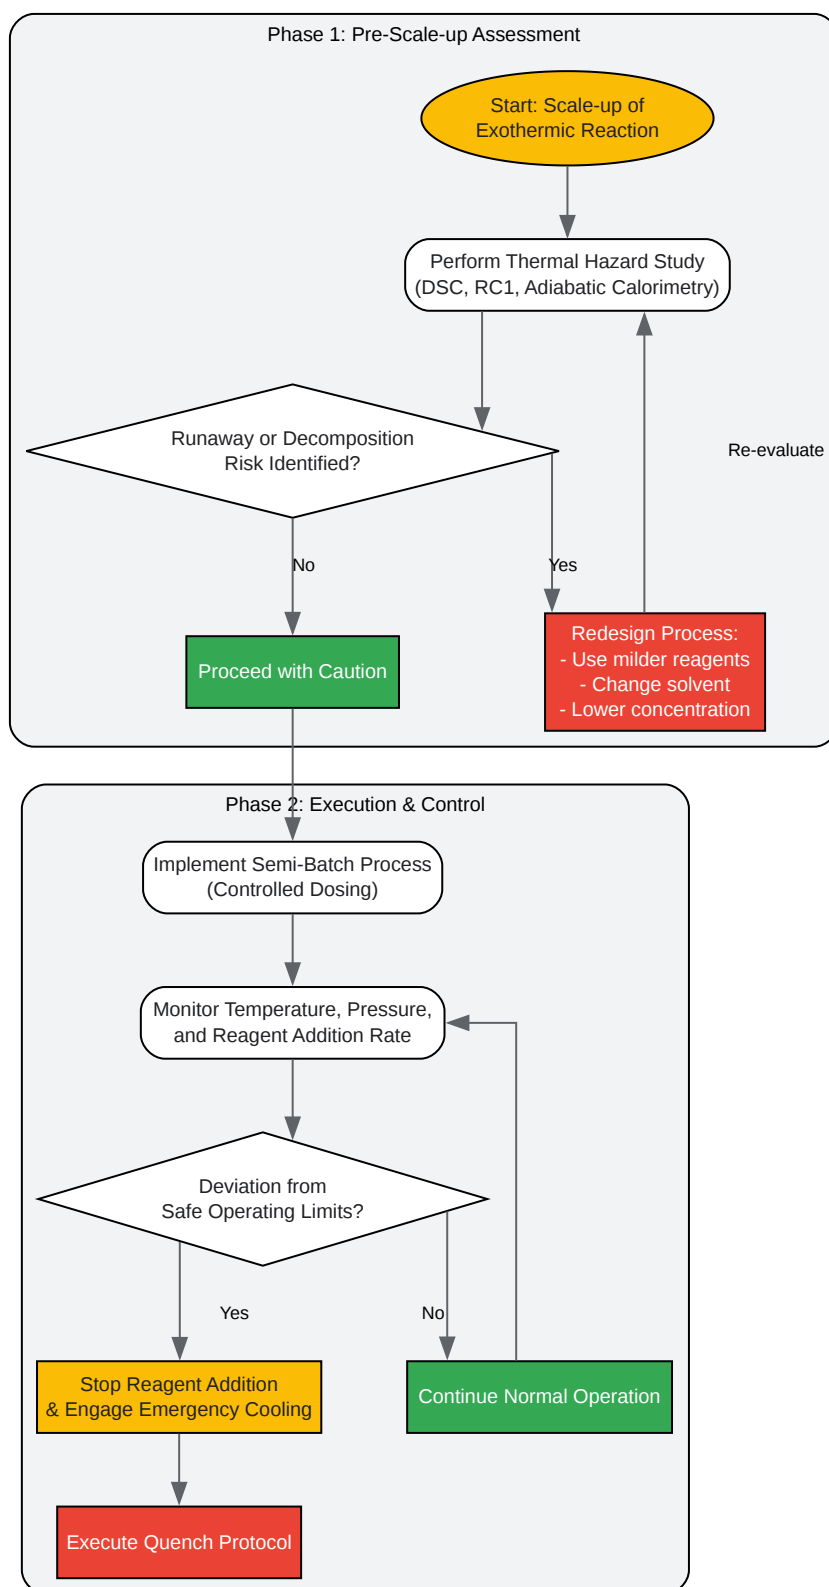 Phase 1: Pre-Scale-up Assessment
Start: Scale-up of
Exothermic Reaction
Perform Thermal Hazard Study
(DSC, RC1, Adiabatic Calorimetry)
Runaway or Decomposition
Risk Identified?
Re-evaluate
No
Yes
Proceed with Caution
Redesign Process:
- Use milder reagents
- Change solvent
- Lower concentration
Phase 2: Execution & Control
Implement Semi-Batch Process
(Controlled Dosing)
Monitor Temperature, Pressure,
and Reagent Addition Rate
Deviation from
Safe Operating Limits?
Yes
No
Stop Reagent Addition
& Engage Emergency Cooling
Continue Normal Operation
Execute Quench Protocol